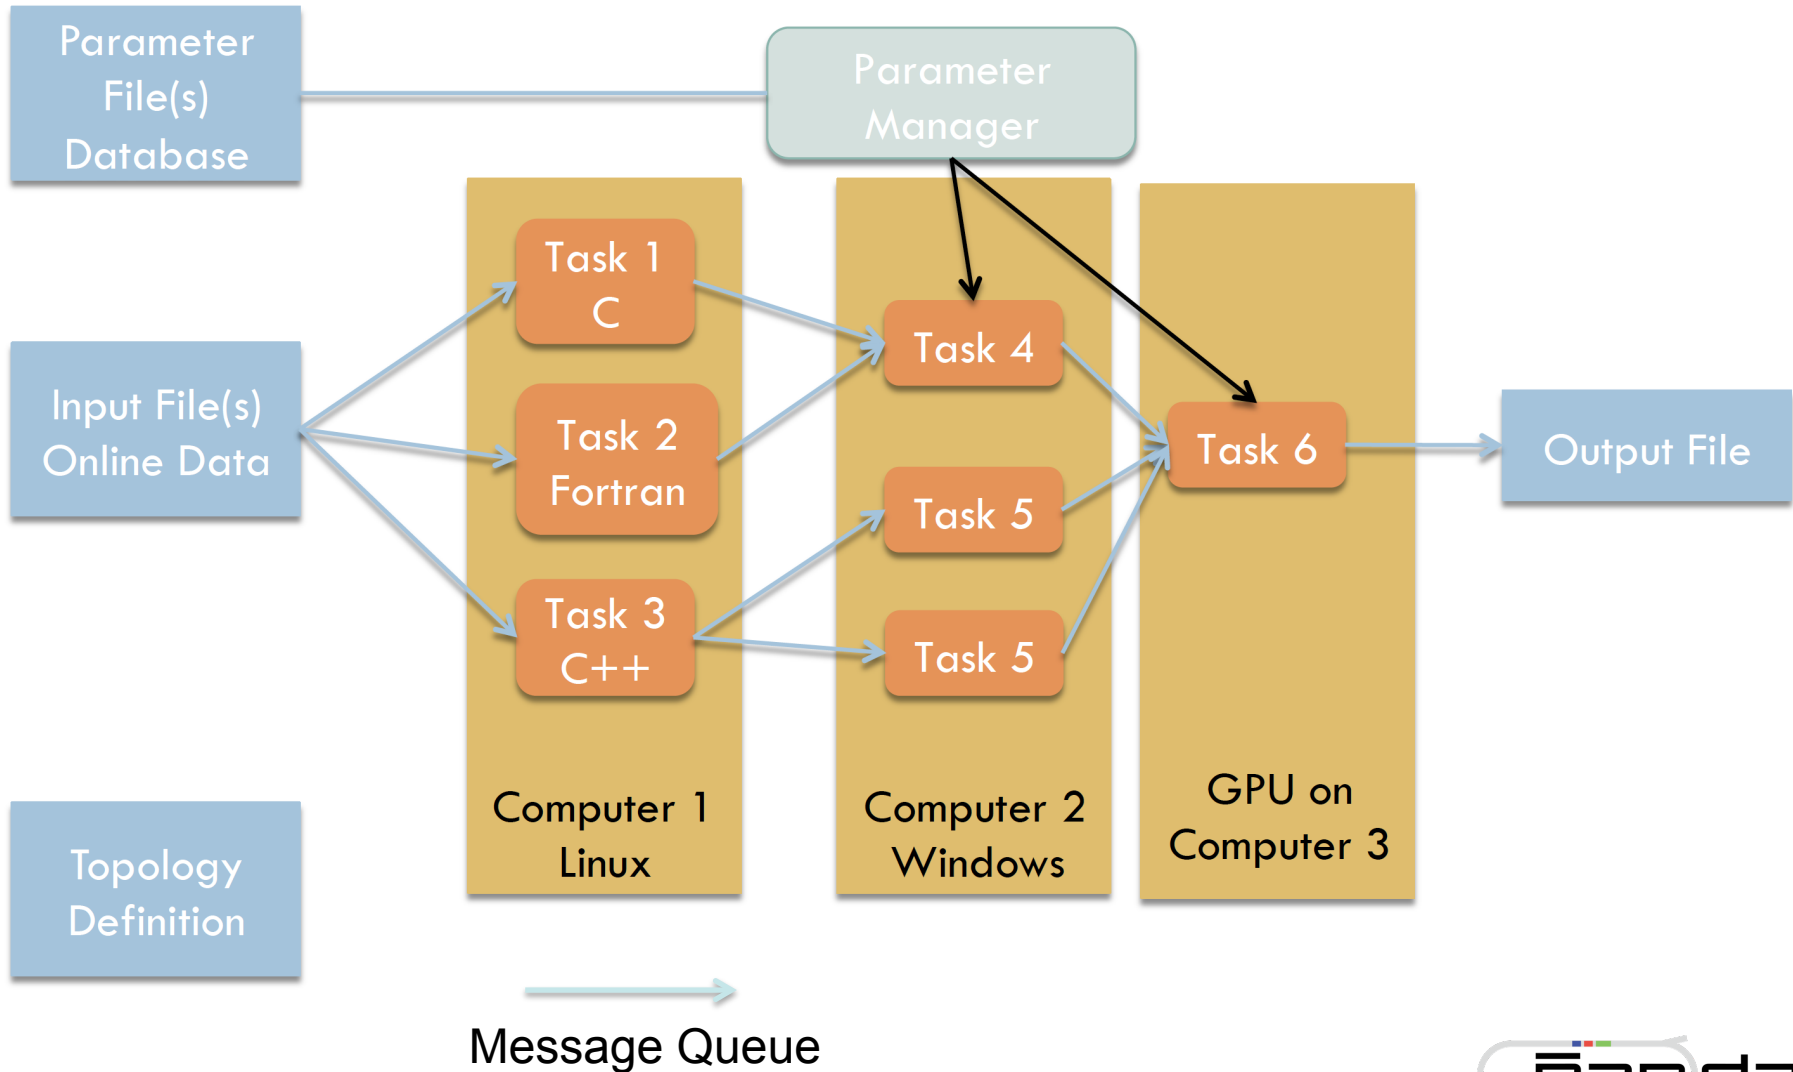 Parameter
File(s)
Database
Parameter
Manager
Input File(s)
Online Data
Task 1
C
Task 2
Fortran
Task 3
C++
Task 4
Task 5
Task 5
Task 6
Output File
Topology
Definition
Computer 1
Linux
Computer 2
Windows
GPU on
Computer 3
Message Queue